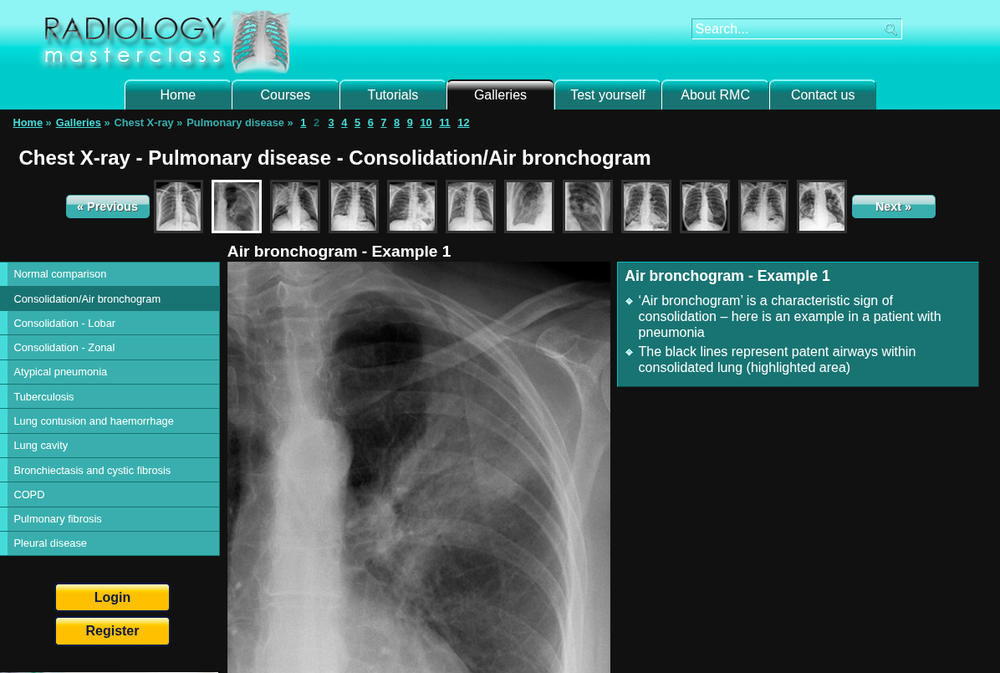 RADIOLOGY
masterclass
Search...
Home
Courses
Tutorials
Galleries
Test yourself
About RMC
Contact us
Home » Galleries » Chest X-ray » Pulmonary disease » 1 2 3 4 5 6 7 8 9 10 11 12
Chest X-ray - Pulmonary disease - Consolidation/Air bronchogram
« Previous
Next »
Air bronchogram - Example 1
Normal comparison
Consolidation/Air bronchogram
Consolidation - Lobar
Consolidation - Zonal
Atypical pneumonia
Tuberculosis
Lung contusion and haemorrhage
Lung cavity
Bronchiectasis and cystic fibrosis
COPD
Pulmonary fibrosis
Pleural disease
Login
Register
Air bronchogram - Example 1
‘Air bronchogram’ is a characteristic sign of
consolidation – here is an example in a patient with
pneumonia
The black lines represent patent airways within
consolidated lung (highlighted area)